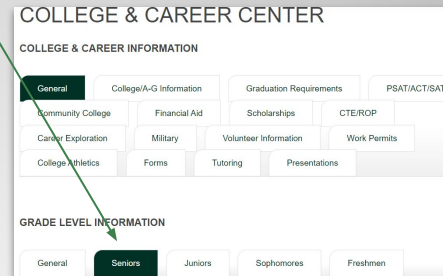 COLLEGE & CAREER CENTER
COLLEGE & CAREER INFORMATION
General College/A-G Information Graduation Requirements PSAT/ACT/SAT
Community College Financial Aid Scholarships CTE/ROP
Career Exploration Military Volunteer Information Work Permits
College Athletics Forms Tutoring Presentations
GRADE LEVEL INFORMATION
General Seniors Juniors Sophomores Freshmen